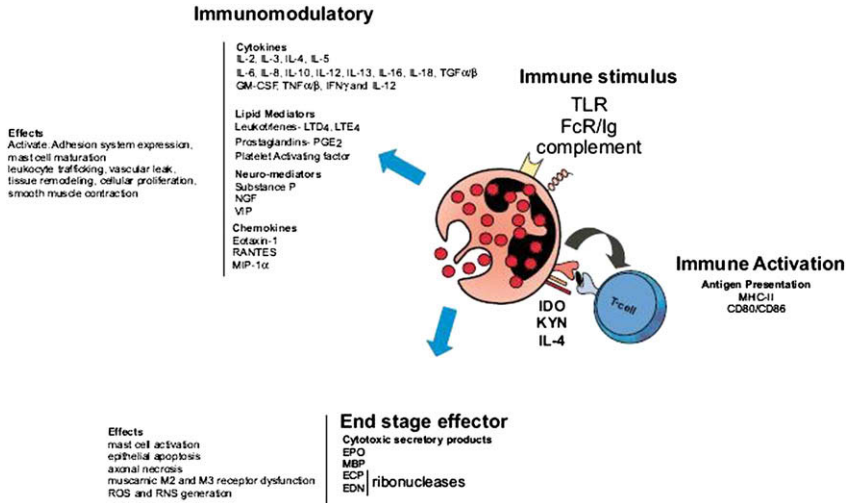 Immunomodulatory
Cytokines
IL-2, IL-3, IL-4, IL-5
IL-6, IL-8, IL-10, IL-12, IL-13, IL-16, IL-18, TGFα/β
GM-CSF, TNFα/β, IFNγ and IL-12
Lipid Mediators
Leukotrienes- LTD4, LTE4
Prostaglandins- PGE2
Platelet Activating factor
Neuro-mediators
Substance P
NGF
VIP
Chemokines
Eotaxin-1
RANTES
MIP-1α
Effects
Activate Adhesion system expression,
mast cell maturation
leukocyte trafficking, vascular leak,
tissue remodeling, cellular proliferation,
smooth muscle contraction
Immune stimulus
TLR
FcR/Ig
complement
Immune Activation
Antigen Presentation
MHC-II
CD80/CD86
T-cell
IDO
KYN
IL-4
End stage effector
Cytotoxic secretory products
EPO
MBP
ECP
EDN
ribonucleases
Effects
mast cell activation
epithelial apoptosis
axonal necrosis
muscarnic M2 and M3 receptor dysfunction
ROS and RNS generation